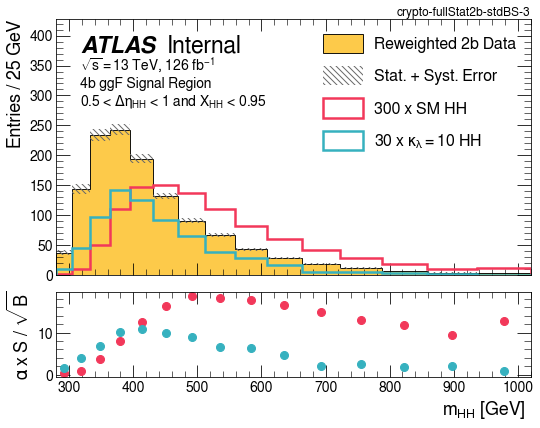 crypto-fullStat2b-stdBS-3
Entries / 25 GeV
400
350
300
250
200
150
100
50
0
ATLAS Internal
√s = 13 TeV, 126 fb⁻¹
4b ggF Signal Region
0.5 < Δη_HH < 1 and X_HH < 0.95
Reweighted 2b Data
Stat. + Syst. Error
300 x SM HH
30 x κ_λ = 10 HH
α x S / √B
10
0
300 400 500 600 700 800 900 1000
m_HH [GeV]